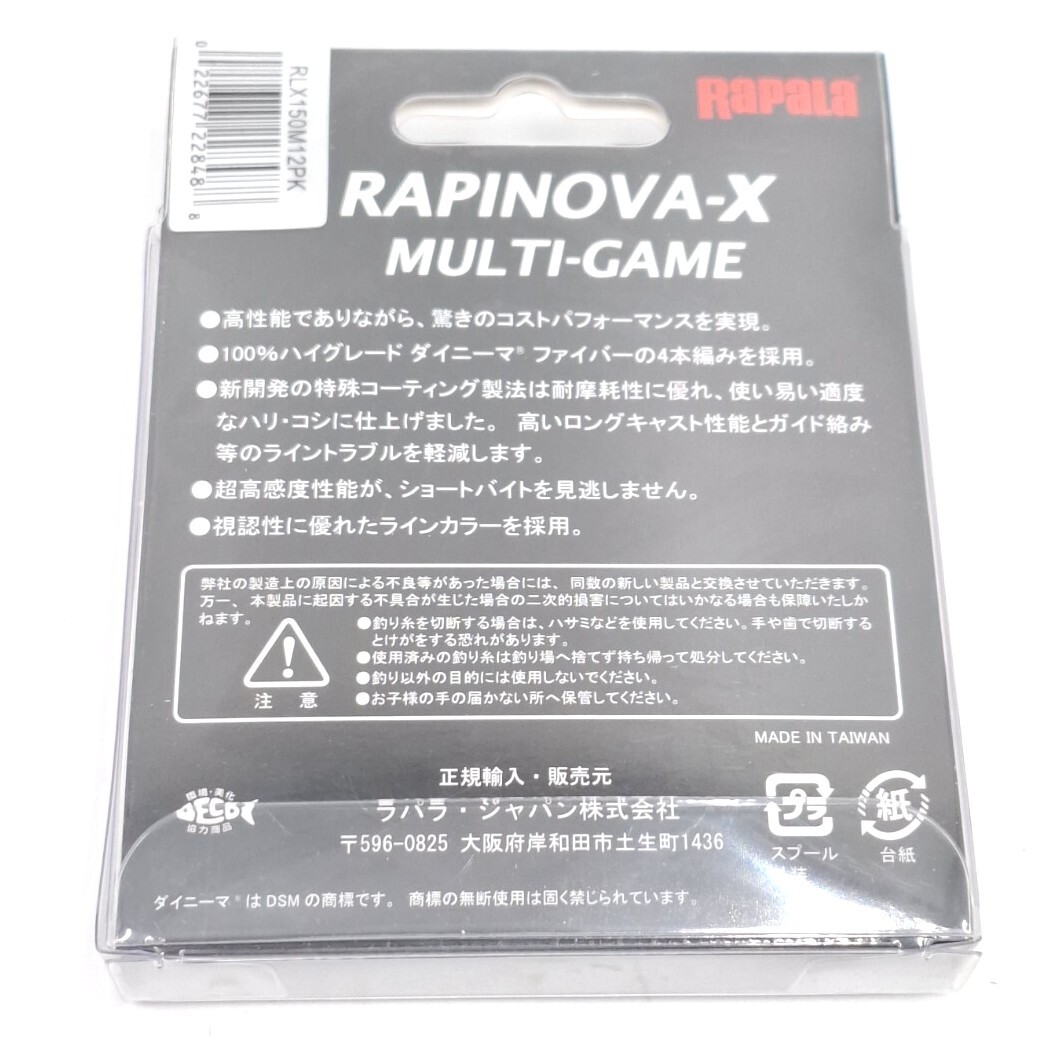 RLX150M12PK
0 22677 22848 8
Rapala
RAPINOVA-X
MULTI-GAME
●高性能でありながら、驚きのコストパフォーマンスを実現。
●100%ハイグレード ダイニーマ® ファイバーの4本編みを採用。
●新開発の特殊コーティング製法は耐摩耗性に優れ、使い易い適度
なハリ・コシに仕上げました。 高いロングキャスト性能とガイド絡み
等のライントラブルを軽減します。
●超高感度性能が、ショートバイトを見逃しません。
●視認性に優れたラインカラーを採用。
弊社の製造上の原因による不良等があった場合には、同数の新しい製品と交換させていただきます。
万一、本製品に起因する不具合が生じた場合の二次的損害についてはいかなる場合も保障いたしか
ねます。
●釣り糸を切断する場合は、ハサミなどを使用してください。手や歯で切断する
とけがをする恐れがあります。
●使用済みの釣り糸は釣り場へ捨てず持ち帰って処分してください。
●釣り以外の目的には使用しないでください。
●お子様の手の届かない所へ保管してください。
注 意
MADE IN TAIWAN
正規輸入・販売元
ラパラ・ジャパン株式会社
〒596-0825 大阪府岸和田市土生町1436
環境・美化
協力商品
プラ
スプール
紙
台紙
ダイニーマ®はDSMの商標です。 商標の無断使用は固く禁じられています。